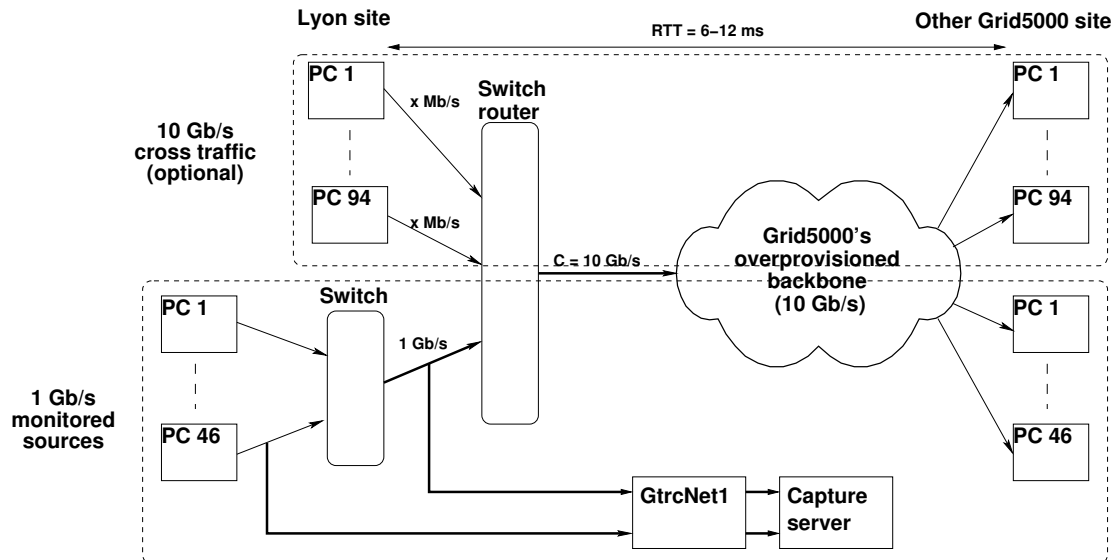 Lyon site
RTT = 6–12 ms
Other Grid5000 site
PC 1
x Mb/s
Switch
router
PC 1
10 Gb/s
cross traffic
(optional)
PC 94
x Mb/s
PC 94
Grid5000's
overprovisioned
backbone
(10 Gb/s)
C = 10 Gb/s
PC 1
Switch
1 Gb/s
PC 1
1 Gb/s
monitored
sources
PC 46
PC 46
GtrcNet1
Capture
server